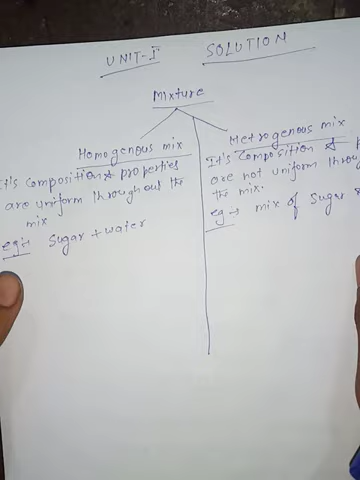 UNIT-I SOLUTION
Mixture
Homogenous mix
It's composition & properties
are uniform throughout the
mix
eg:→ Sugar + water
Hetrogenous mix
It's composition &
are not uniform throug
the mix.
eg:→ mix of Sugar